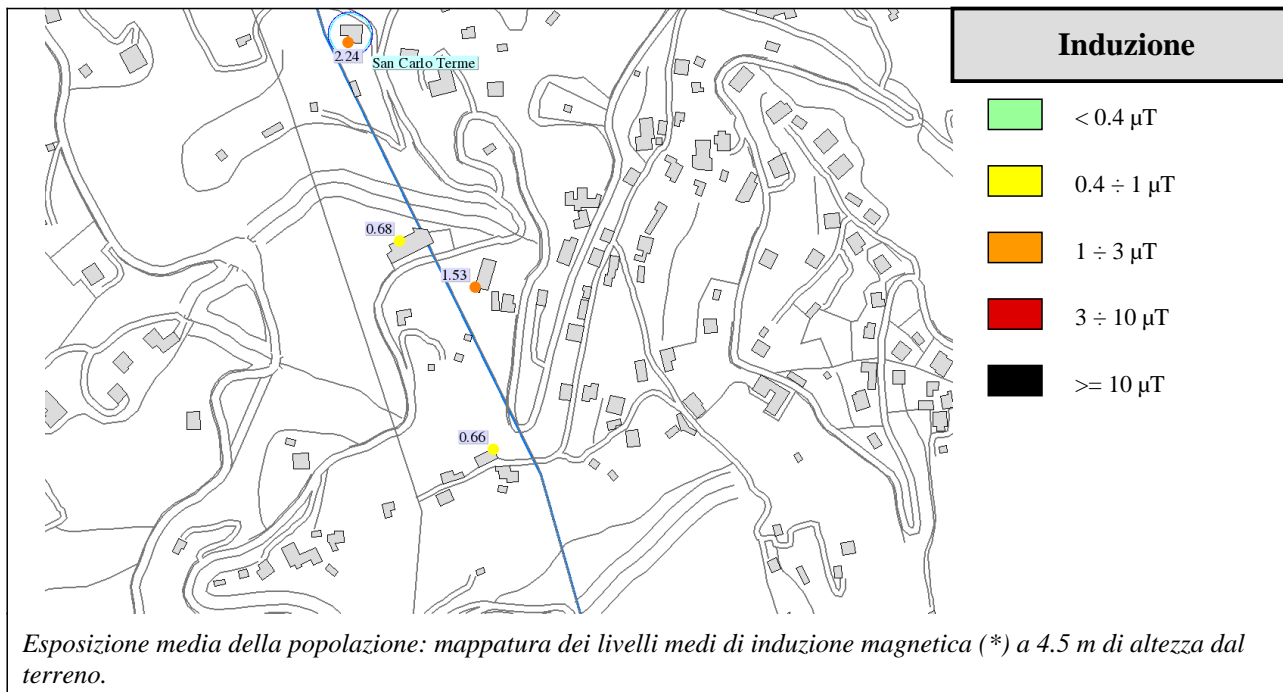 Induzione
2.24
San Carlo Terme
< 0.4 µT
0.4 ÷ 1 µT
0.68
1 ÷ 3 µT
1.53
3 ÷ 10 µT
>= 10 µT
0.66
Esposizione media della popolazione: mappatura dei livelli medi di induzione magnetica (*) a 4.5 m di altezza dal
terreno.